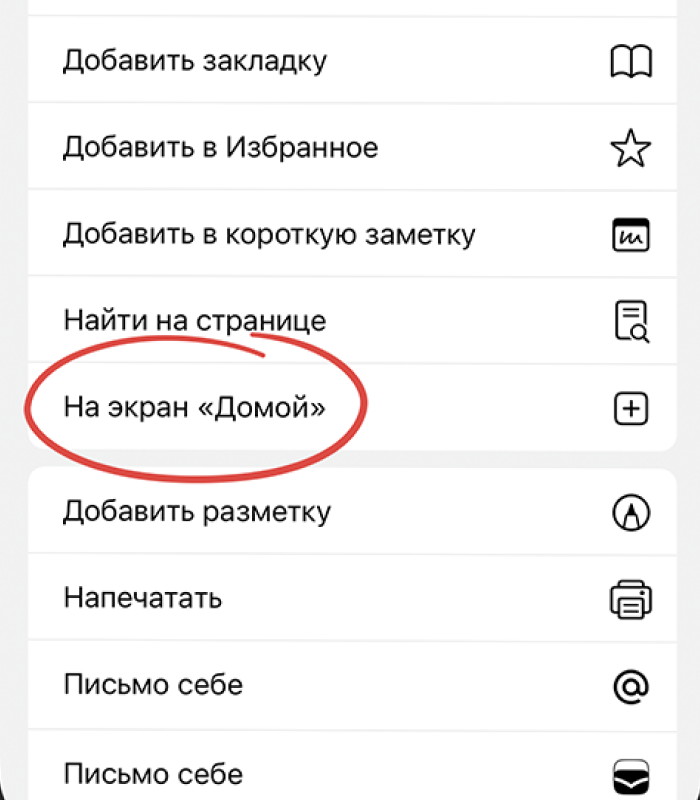 Добавить закладку
Добавить в Избранное
Добавить в короткую заметку
Найти на странице
На экран «Домой»
Добавить разметку
Напечатать
Письмо себе
Письмо себе